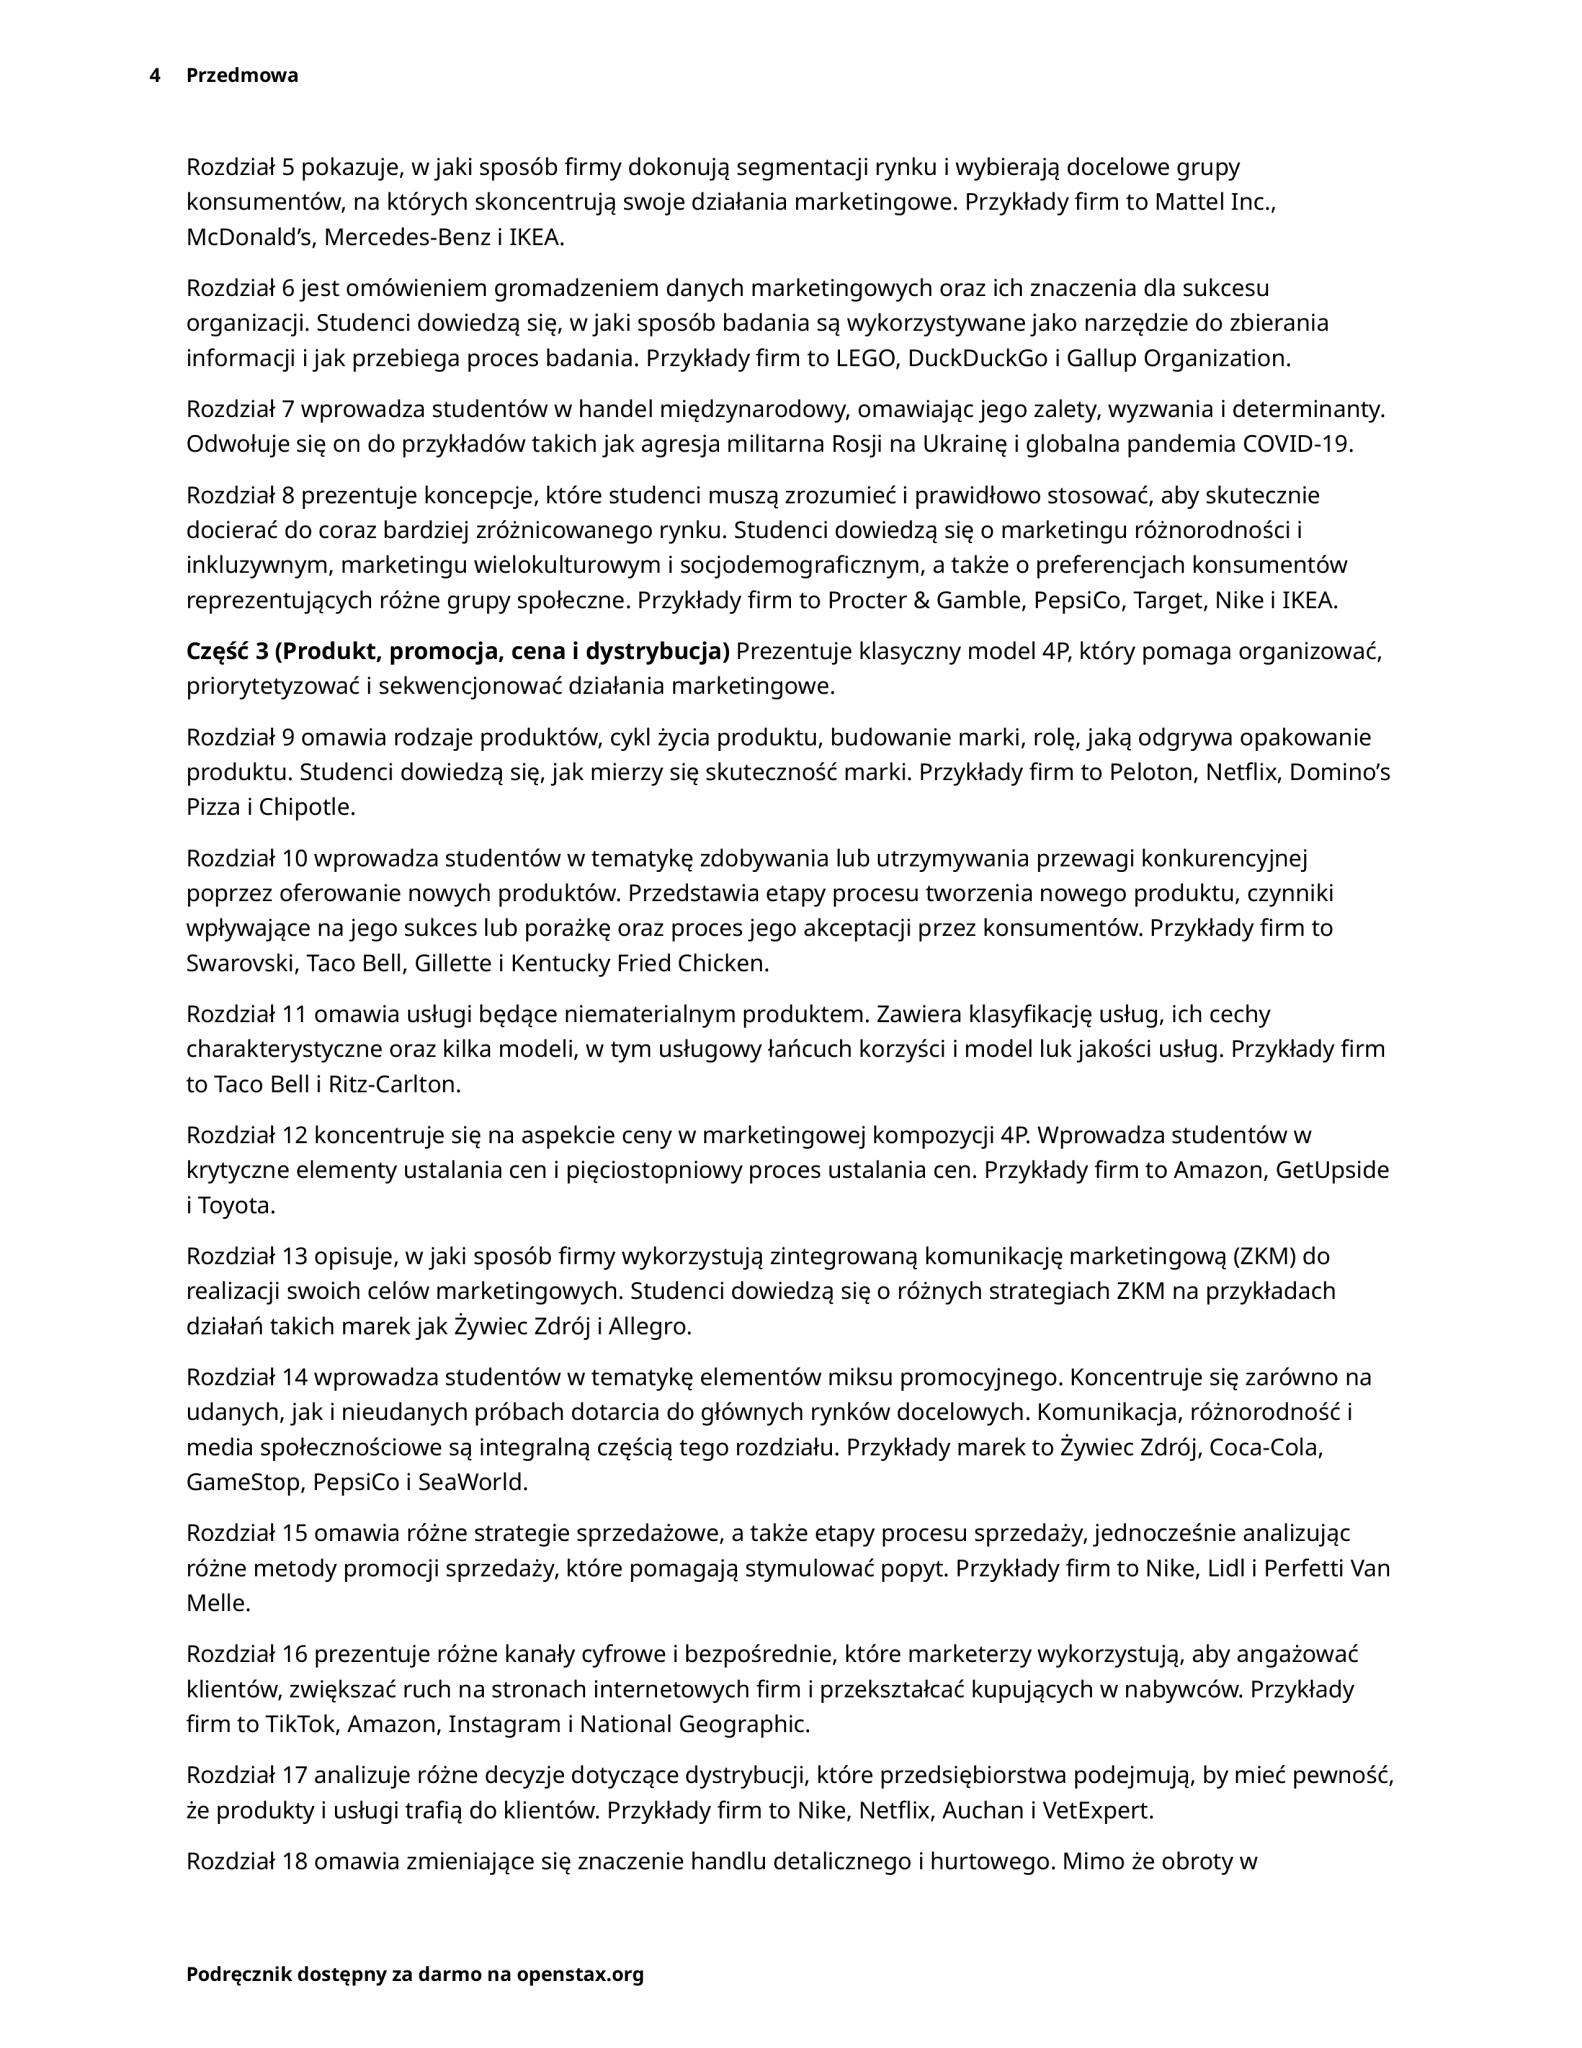 4 Przedmowa
Rozdział 5 pokazuje, w jaki sposób firmy dokonują segmentacji rynku i wybierają docelowe grupy
konsumentów, na których skoncentrują swoje działania marketingowe. Przykłady firm to Mattel Inc.,
McDonald’s, Mercedes-Benz i IKEA.
Rozdział 6 jest omówieniem gromadzeniem danych marketingowych oraz ich znaczenia dla sukcesu
organizacji. Studenci dowiedzą się, w jaki sposób badania są wykorzystywane jako narzędzie do zbierania
informacji i jak przebiega proces badania. Przykłady firm to LEGO, DuckDuckGo i Gallup Organization.
Rozdział 7 wprowadza studentów w handel międzynarodowy, omawiając jego zalety, wyzwania i determinanty.
Odwołuje się on do przykładów takich jak agresja militarna Rosji na Ukrainę i globalna pandemia COVID-19.
Rozdział 8 prezentuje koncepcje, które studenci muszą zrozumieć i prawidłowo stosować, aby skutecznie
docierać do coraz bardziej zróżnicowanego rynku. Studenci dowiedzą się o marketingu różnorodności i
inkluzywnym, marketingu wielokulturowym i socjodemograficznym, a także o preferencjach konsumentów
reprezentujących różne grupy społeczne. Przykłady firm to Procter & Gamble, PepsiCo, Target, Nike i IKEA.
Część 3 (Produkt, promocja, cena i dystrybucja) Prezentuje klasyczny model 4P, który pomaga organizować,
priorytetyzować i sekwencjonować działania marketingowe.
Rozdział 9 omawia rodzaje produktów, cykl życia produktu, budowanie marki, rolę, jaką odgrywa opakowanie
produktu. Studenci dowiedzą się, jak mierzy się skuteczność marki. Przykłady firm to Peloton, Netflix, Domino’s
Pizza i Chipotle.
Rozdział 10 wprowadza studentów w tematykę zdobywania lub utrzymywania przewagi konkurencyjnej
poprzez oferowanie nowych produktów. Przedstawia etapy procesu tworzenia nowego produktu, czynniki
wpływające na jego sukces lub porażkę oraz proces jego akceptacji przez konsumentów. Przykłady firm to
Swarovski, Taco Bell, Gillette i Kentucky Fried Chicken.
Rozdział 11 omawia usługi będące niematerialnym produktem. Zawiera klasyfikację usług, ich cechy
charakterystyczne oraz kilka modeli, w tym usługowy łańcuch korzyści i model luk jakości usług. Przykłady firm
to Taco Bell i Ritz-Carlton.
Rozdział 12 koncentruje się na aspekcie ceny w marketingowej kompozycji 4P. Wprowadza studentów w
krytyczne elementy ustalania cen i pięciostopniowy proces ustalania cen. Przykłady firm to Amazon, GetUpside
i Toyota.
Rozdział 13 opisuje, w jaki sposób firmy wykorzystują zintegrowaną komunikację marketingową (ZKM) do
realizacji swoich celów marketingowych. Studenci dowiedzą się o różnych strategiach ZKM na przykładach
działań takich marek jak Żywiec Zdrój i Allegro.
Rozdział 14 wprowadza studentów w tematykę elementów miksu promocyjnego. Koncentruje się zarówno na
udanych, jak i nieudanych próbach dotarcia do głównych rynków docelowych. Komunikacja, różnorodność i
media społecznościowe są integralną częścią tego rozdziału. Przykłady marek to Żywiec Zdrój, Coca-Cola,
GameStop, PepsiCo i SeaWorld.
Rozdział 15 omawia różne strategie sprzedażowe, a także etapy procesu sprzedaży, jednocześnie analizując
różne metody promocji sprzedaży, które pomagają stymulować popyt. Przykłady firm to Nike, Lidl i Perfetti Van
Melle.
Rozdział 16 prezentuje różne kanały cyfrowe i bezpośrednie, które marketerzy wykorzystują, aby angażować
klientów, zwiększać ruch na stronach internetowych firm i przekształcać kupujących w nabywców. Przykłady
firm to TikTok, Amazon, Instagram i National Geographic.
Rozdział 17 analizuje różne decyzje dotyczące dystrybucji, które przedsiębiorstwa podejmują, by mieć pewność,
że produkty i usługi trafią do klientów. Przykłady firm to Nike, Netflix, Auchan i VetExpert.
Rozdział 18 omawia zmieniające się znaczenie handlu detalicznego i hurtowego. Mimo że obroty w
Podręcznik dostępny za darmo na openstax.org